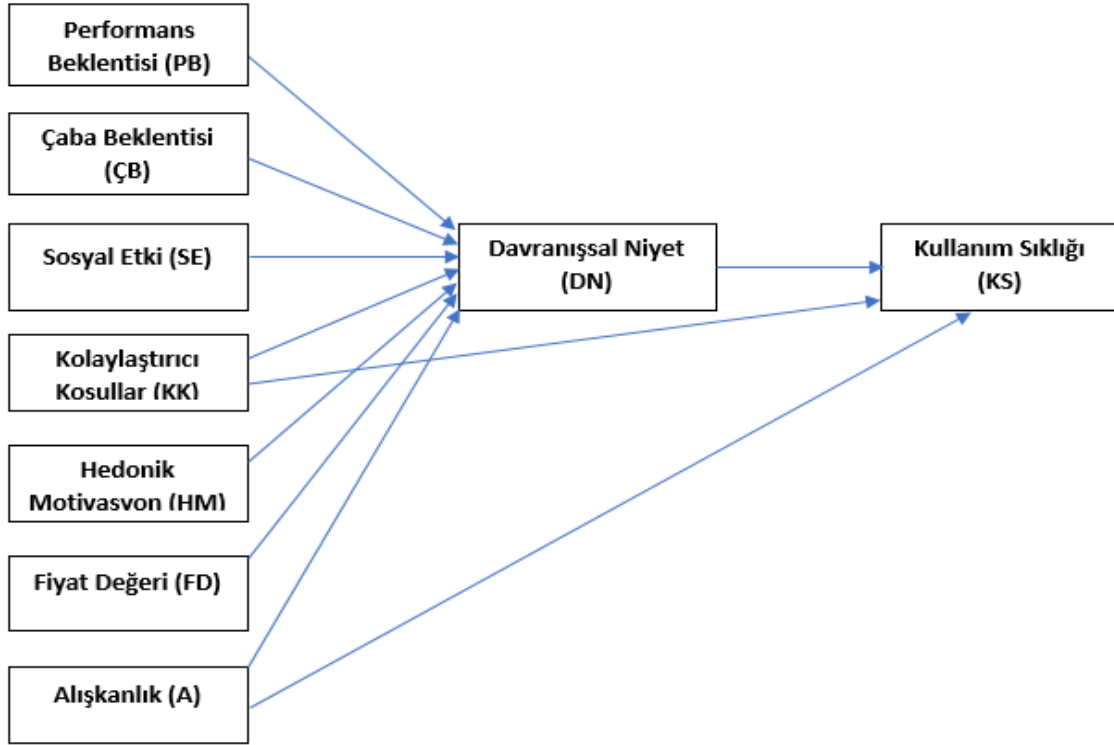 Performans
Beklentisi (PB)
Çaba Beklentisi
(ÇB)
Sosyal Etki (SE)
Kolaylaştırıcı
Kosullar (KK)
Hedonik
Motivasvon (HM)
Fiyat Değeri (FD)
Alışkanlık (A)
Davranışsal Niyet
(DN)
Kullanım Sıklığı
(KS)